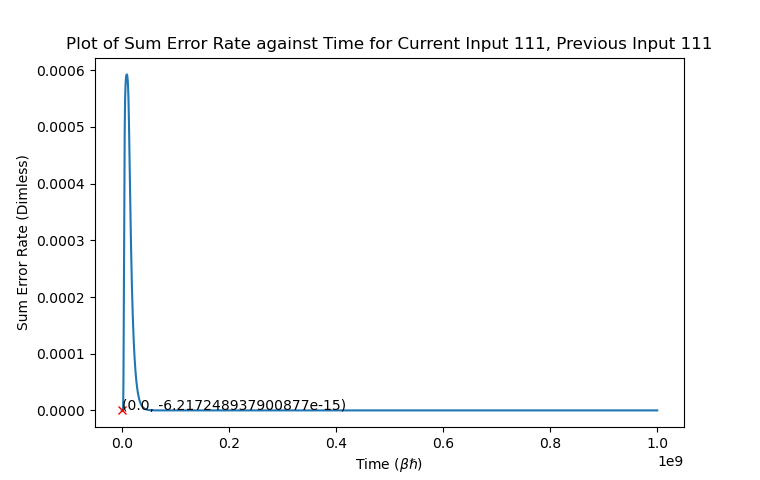 Plot of Sum Error Rate against Time for Current Input 111, Previous Input 111
0.0006
0.0005
0.0004
0.0003
0.0002
0.0001
0.0000
Sum Error Rate (Dimless)
(0.0, -6.217248937900877e-15)
0.0 0.2 0.4 0.6 0.8 1.0
1e9
Time (βℏ)